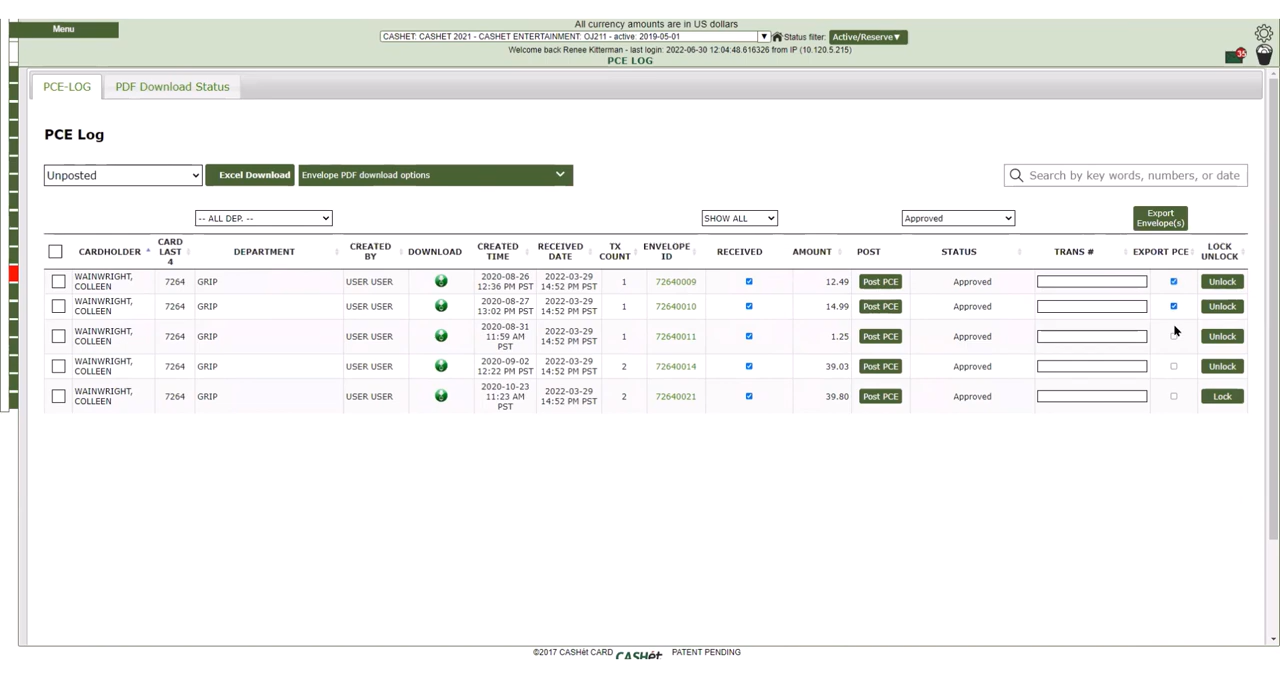 Menu
All currency amounts are in US dollars
CASHET: CASHET 2021 - CASHET ENTERTAINMENT: OJ211 - active: 2019-05-01
Status filter: Active/Reserve▼
Welcome back Renee Kitterman - last login: 2022-06-30 12:04:48.616326 from IP (10.120.5.215)
PCE LOG
35
PCE-LOG PDF Download Status
PCE Log
Unposted Excel Download Envelope PDF download options Search by key words, numbers, or date
-- ALL DEP. -- SHOW ALL Approved Export Envelope(s)
CARDHOLDER CARD LAST 4 DEPARTMENT CREATED BY DOWNLOAD CREATED TIME RECEIVED DATE TX COUNT ENVELOPE ID RECEIVED AMOUNT POST STATUS TRANS # EXPORT PCE LOCK UNLOCK
WAINWRIGHT, COLLEEN 7264 GRIP USER USER 2020-08-26 12:36 PM PST 2022-03-29 14:52 PM PST 1 72640009 12.49 Post PCE Approved Unlock
WAINWRIGHT, COLLEEN 7264 GRIP USER USER 2020-08-27 13:02 PM PST 2022-03-29 14:52 PM PST 1 72640010 14.99 Post PCE Approved Unlock
WAINWRIGHT, COLLEEN 7264 GRIP USER USER 2020-08-31 11:59 AM PST 2022-03-29 14:52 PM PST 1 72640011 1.25 Post PCE Approved Unlock
WAINWRIGHT, COLLEEN 7264 GRIP USER USER 2020-09-02 12:22 PM PST 2022-03-29 14:52 PM PST 2 72640014 39.03 Post PCE Approved Unlock
WAINWRIGHT, COLLEEN 7264 GRIP USER USER 2020-10-23 11:23 AM PST 2022-03-29 14:52 PM PST 2 72640021 39.80 Post PCE Approved Lock
©2017 CASHét CARD CASHét PATENT PENDING